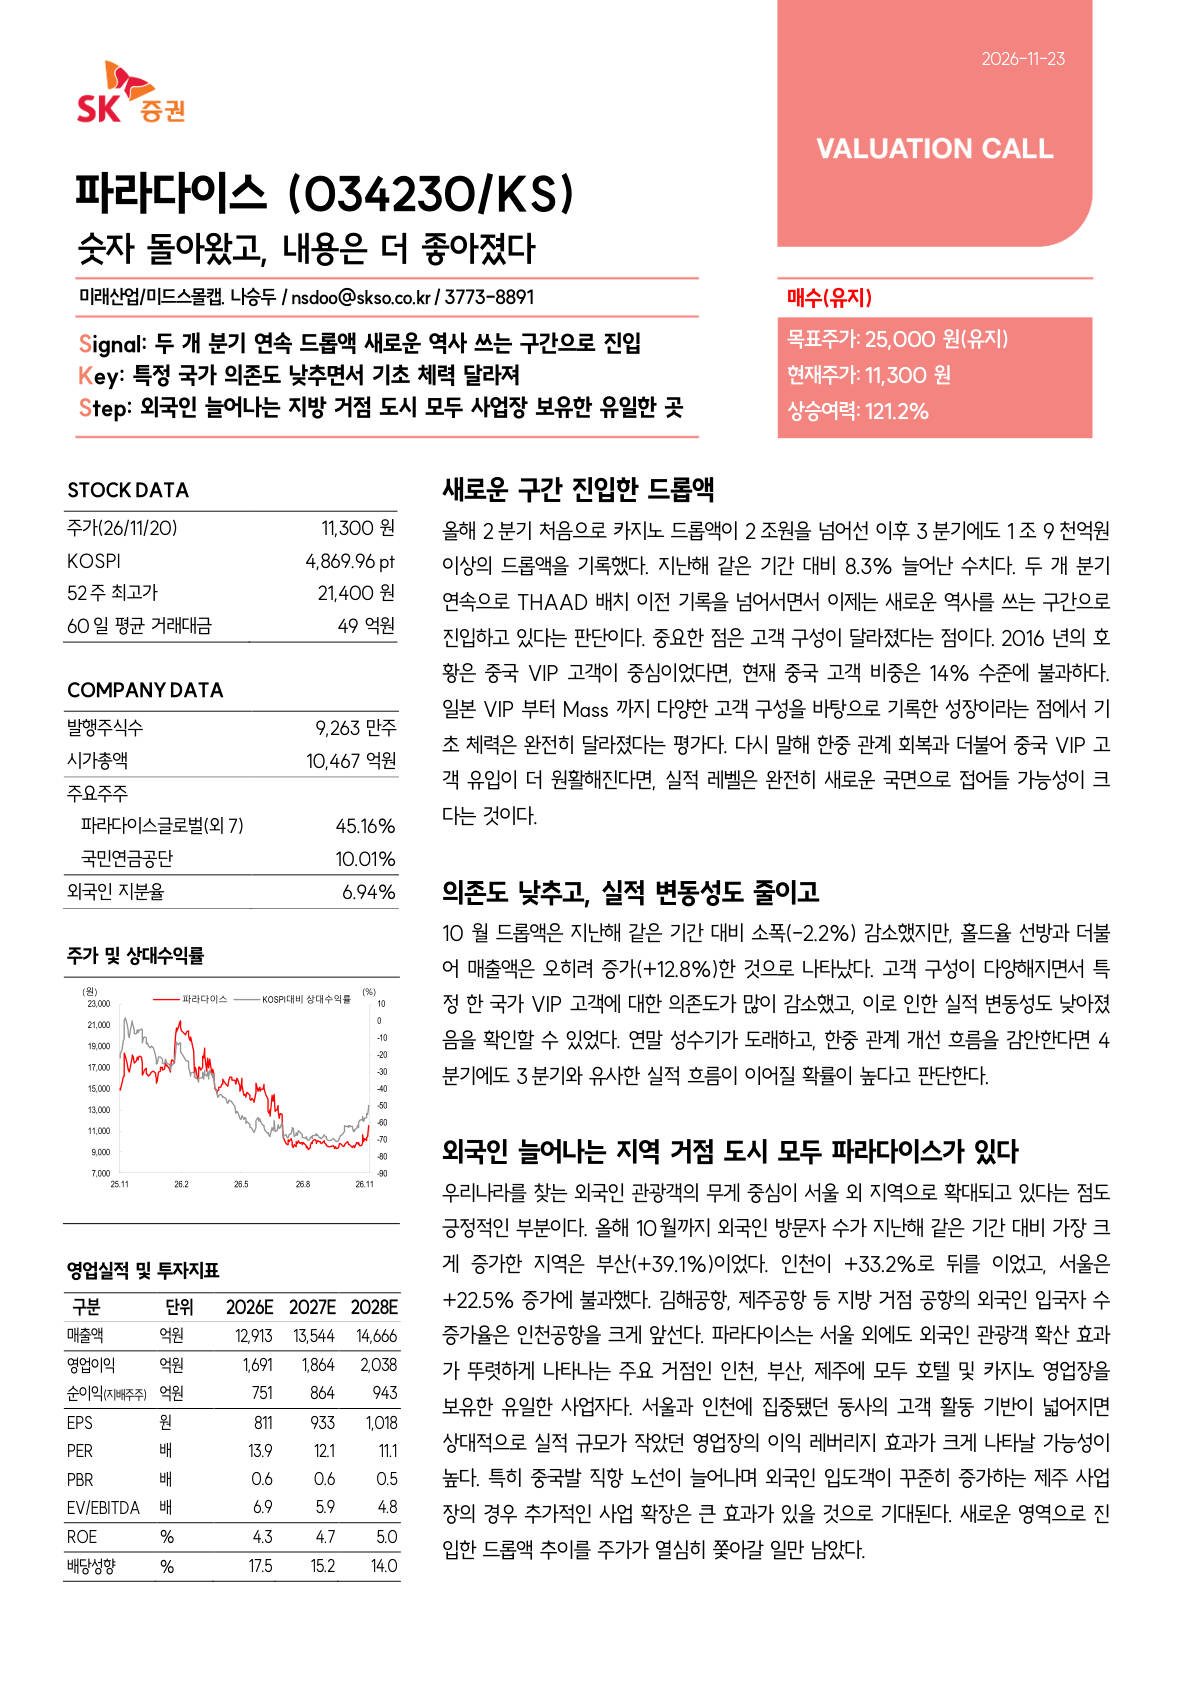 2026-11-23
SK 증권
VALUATION CALL
파라다이스 (034230/KS)
숫자 돌아왔고, 내용은 더 좋아졌다
미래산업/미드스몰캡. 나승두 / nsdoo@skso.co.kr / 3773-8891
Signal: 두 개 분기 연속 드롭액 새로운 역사 쓰는 구간으로 진입
Key: 특정 국가 의존도 낮추면서 기초 체력 달라져
Step: 외국인 늘어나는 지방 거점 도시 모두 사업장 보유한 유일한 곳
매수(유지)
목표주가: 25,000 원(유지)
현재주가: 11,300 원
상승여력: 121.2%
STOCK DATA
주가(26/11/20) 11,300 원
KOSPI 4,869.96 pt
52주 최고가 21,400 원
60일 평균 거래대금 49 억원
COMPANY DATA
발행주식수 9,263 만주
시가총액 10,467 억원
주요주주
파라다이스글로벌(외 7) 45.16%
국민연금공단 10.01%
외국인 지분율 6.94%
주가 및 상대수익률
(원) 파라다이스 KOSPI대비 상대수익률 (%)
23,000 10
21,000 0
19,000 -10
17,000 -20
15,000 -30
13,000 -40
11,000 -50
9,000 -60
7,000 -70
-80
-90
25.11 26.2 26.5 26.8 26.11
영업실적 및 투자지표
구분 단위 2026E 2027E 2028E
매출액 억원 12,913 13,544 14,666
영업이익 억원 1,691 1,864 2,038
순이익(지배주주) 억원 751 864 943
EPS 원 811 933 1,018
PER 배 13.9 12.1 11.1
PBR 배 0.6 0.6 0.5
EV/EBITDA 배 6.9 5.9 4.8
ROE % 4.3 4.7 5.0
배당성향 % 17.5 15.2 14.0
새로운 구간 진입한 드롭액
올해 2분기 처음으로 카지노 드롭액이 2조원을 넘어선 이후 3분기에도 1조 9천억원
이상의 드롭액을 기록했다. 지난해 같은 기간 대비 8.3% 늘어난 수치다. 두 개 분기
연속으로 THAAD 배치 이전 기록을 넘어서면서 이제는 새로운 역사를 쓰는 구간으로
진입하고 있다는 판단이다. 중요한 점은 고객 구성이 달라졌다는 점이다. 2016 년의 호
황은 중국 VIP 고객이 중심이었다면, 현재 중국 고객 비중은 14% 수준에 불과하다.
일본 VIP 부터 Mass 까지 다양한 고객 구성을 바탕으로 기록한 성장이라는 점에서 기
초 체력은 완전히 달라졌다는 평가다. 다시 말해 한중 관계 회복과 더불어 중국 VIP 고
객 유입이 더 원활해진다면, 실적 레벨은 완전히 새로운 국면으로 접어들 가능성이 크
다는 것이다.
의존도 낮추고, 실적 변동성도 줄이고
10 월 드롭액은 지난해 같은 기간 대비 소폭(-2.2%) 감소했지만, 홀드율 선방과 더불
어 매출액은 오히려 증가(+12.8%)한 것으로 나타났다. 고객 구성이 다양해지면서 특
정 한 국가 VIP 고객에 대한 의존도가 많이 감소했고, 이로 인한 실적 변동성도 낮아졌
음을 확인할 수 있었다. 연말 성수기가 도래하고, 한중 관계 개선 흐름을 감안한다면 4
분기에도 3분기와 유사한 실적 흐름이 이어질 확률이 높다고 판단한다.
외국인 늘어나는 지역 거점 도시 모두 파라다이스가 있다
우리나라를 찾는 외국인 관광객의 무게 중심이 서울 외 지역으로 확대되고 있다는 점도
긍정적인 부분이다. 올해 10월까지 외국인 방문자 수가 지난해 같은 기간 대비 가장 크
게 증가한 지역은 부산(+39.1%)이었다. 인천이 +33.2%로 뒤를 이었고, 서울은
+22.5% 증가에 불과했다. 김해공항, 제주공항 등 지방 거점 공항의 외국인 입국자 수
증가율은 인천공항을 크게 앞선다. 파라다이스는 서울 외에도 외국인 관광객 확산 효과
가 뚜렷하게 나타나는 주요 거점인 인천, 부산, 제주에 모두 호텔 및 카지노 영업장을
보유한 유일한 사업자다. 서울과 인천에 집중됐던 동사의 고객 활동 기반이 넓어지면
상대적으로 실적 규모가 작았던 영업장의 이익 레버리지 효과가 크게 나타날 가능성이
높다. 특히 중국발 직항 노선이 늘어나며 외국인 입도객이 꾸준히 증가하는 제주 사업
장의 경우 추가적인 사업 확장은 큰 효과가 있을 것으로 기대된다. 새로운 영역으로 진
입한 드롭액 추이를 주가가 열심히 쫓아갈 일만 남았다.